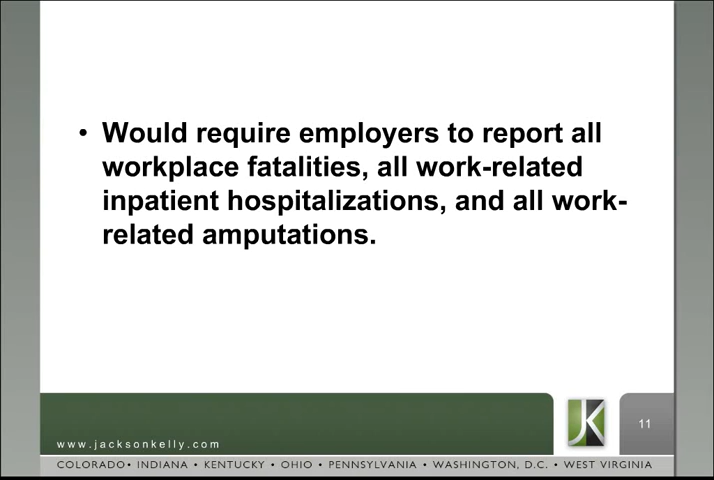 • Would require employers to report all
workplace fatalities, all work-related
inpatient hospitalizations, and all work-
related amputations.
JK
11
www.jacksonkelly.com
COLORADO • INDIANA • KENTUCKY • OHIO • PENNSYLVANIA • WASHINGTON, D.C. • WEST VIRGINIA